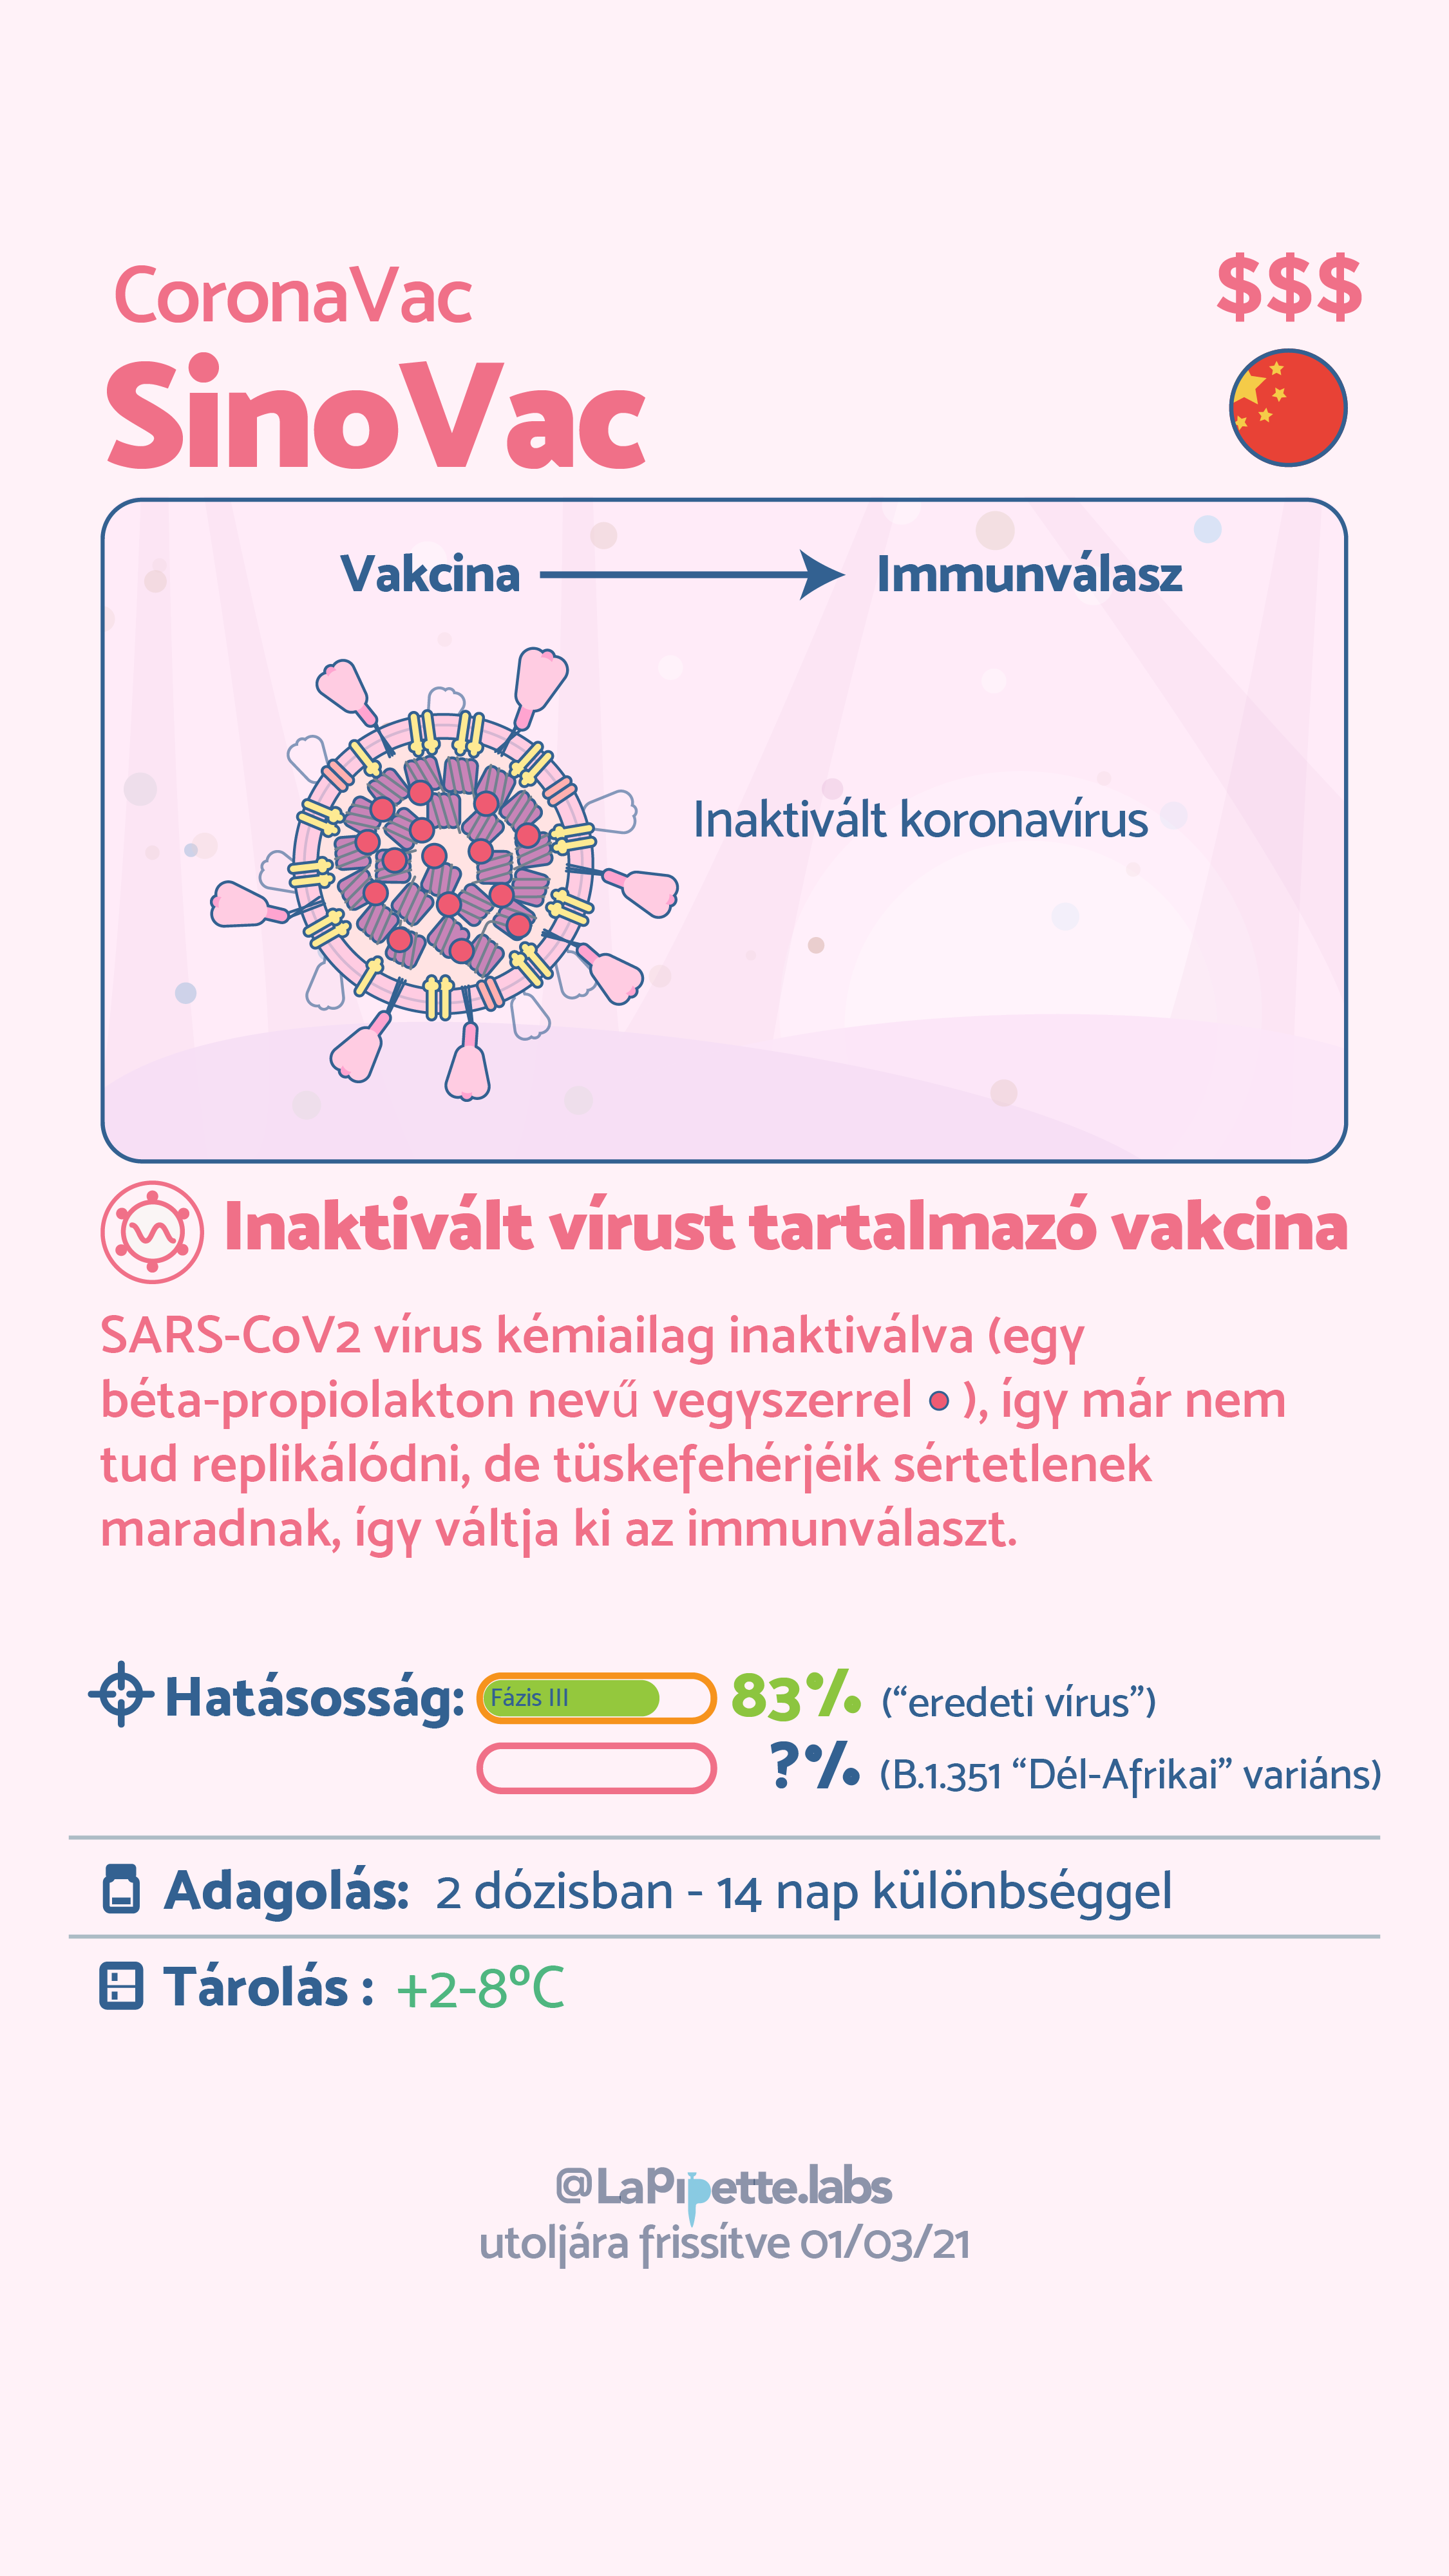 CoronaVac
$$$
SinoVac
Vakcina
Immunválasz
Inaktivált koronavírus
Inaktivált vírust tartalmazó vakcina
SARS-CoV2 vírus kémiailag inaktiválva (egy
béta-propiolakton nevű vegyszerrel ), így már nem
tud replikálódni, de tüskefehérjéik sértetlenek
maradnak, így váltja ki az immunválaszt.
Hatásosság: Fázis III 83% (“eredeti vírus”)
?% (B.1.351 “Dél-Afrikai” variáns)
Adagolás: 2 dózisban - 14 nap különbséggel
Tárolás : +2-8°C
@LaPipette.labs
utoljára frissítve 01/03/21